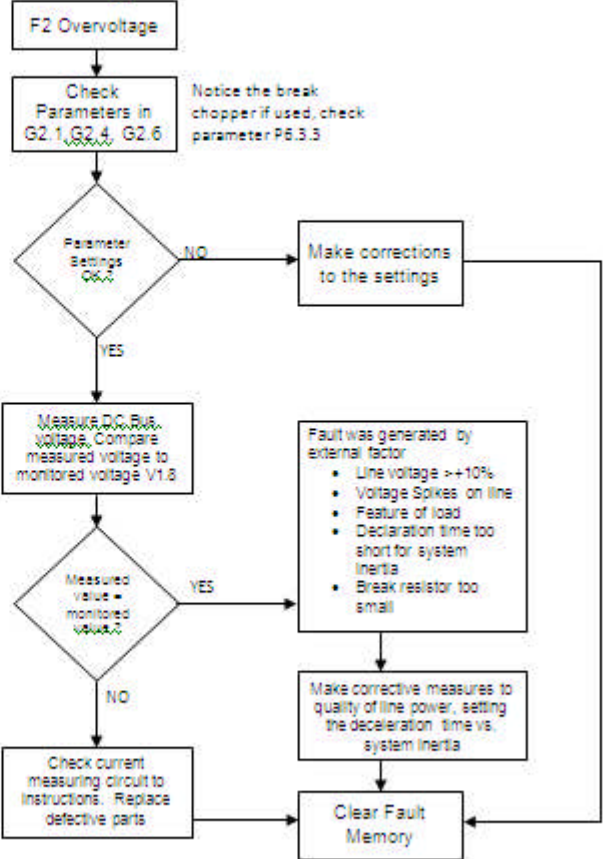 F2 Overvoltage
Check
Parameters in
G2.1,G2.4, G2.6
Notice the break
chopper if used, check
parameter P6.3.3
Parameter
Settings
OK ?
NO
Make corrections
to the settings
YES
Measure DC Bus
voltage. Compare
measured voltage to
monitored voltage V1.8
Fault was generated by
external factor
• Line voltage >+10%
• Voltage Spikes on line
• Feature of load
• Declaration time too
short for system
Inertia
• Break resistor too
small
Measured
value =
monitored
value ?
YES
NO
Make corrective measures to
quality of line power, setting
the deceleration time vs.
system Inertia
Check current
measuring circuit to
Instructions. Replace
defective parts
Clear Fault
Memory